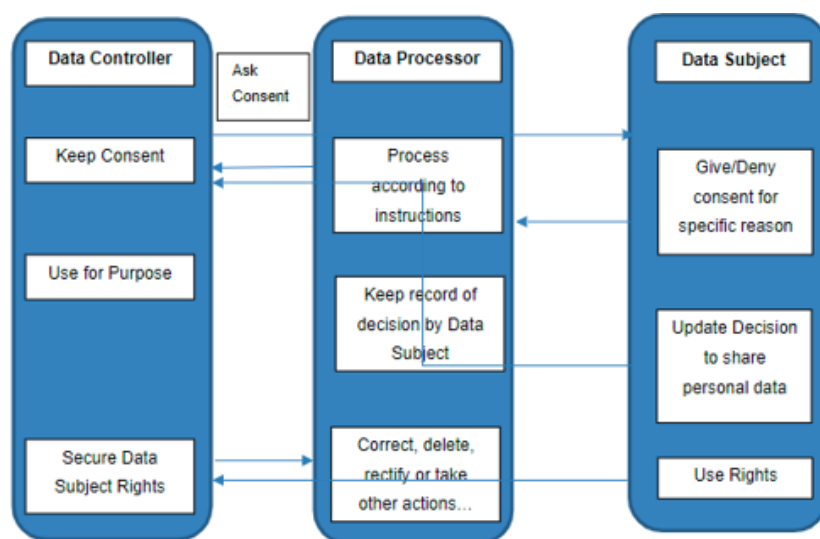 Data Controller
Keep Consent
Use for Purpose
Secure Data
Subject Rights
Ask
Consent
Data Processor
Process
according to
instructions
Keep record of
decision by Data
Subject
Correct, delete,
rectify or take
other actions...
Data Subject
Give/Deny
consent for
specific reason
Update Decision
to share
personal data
Use Rights